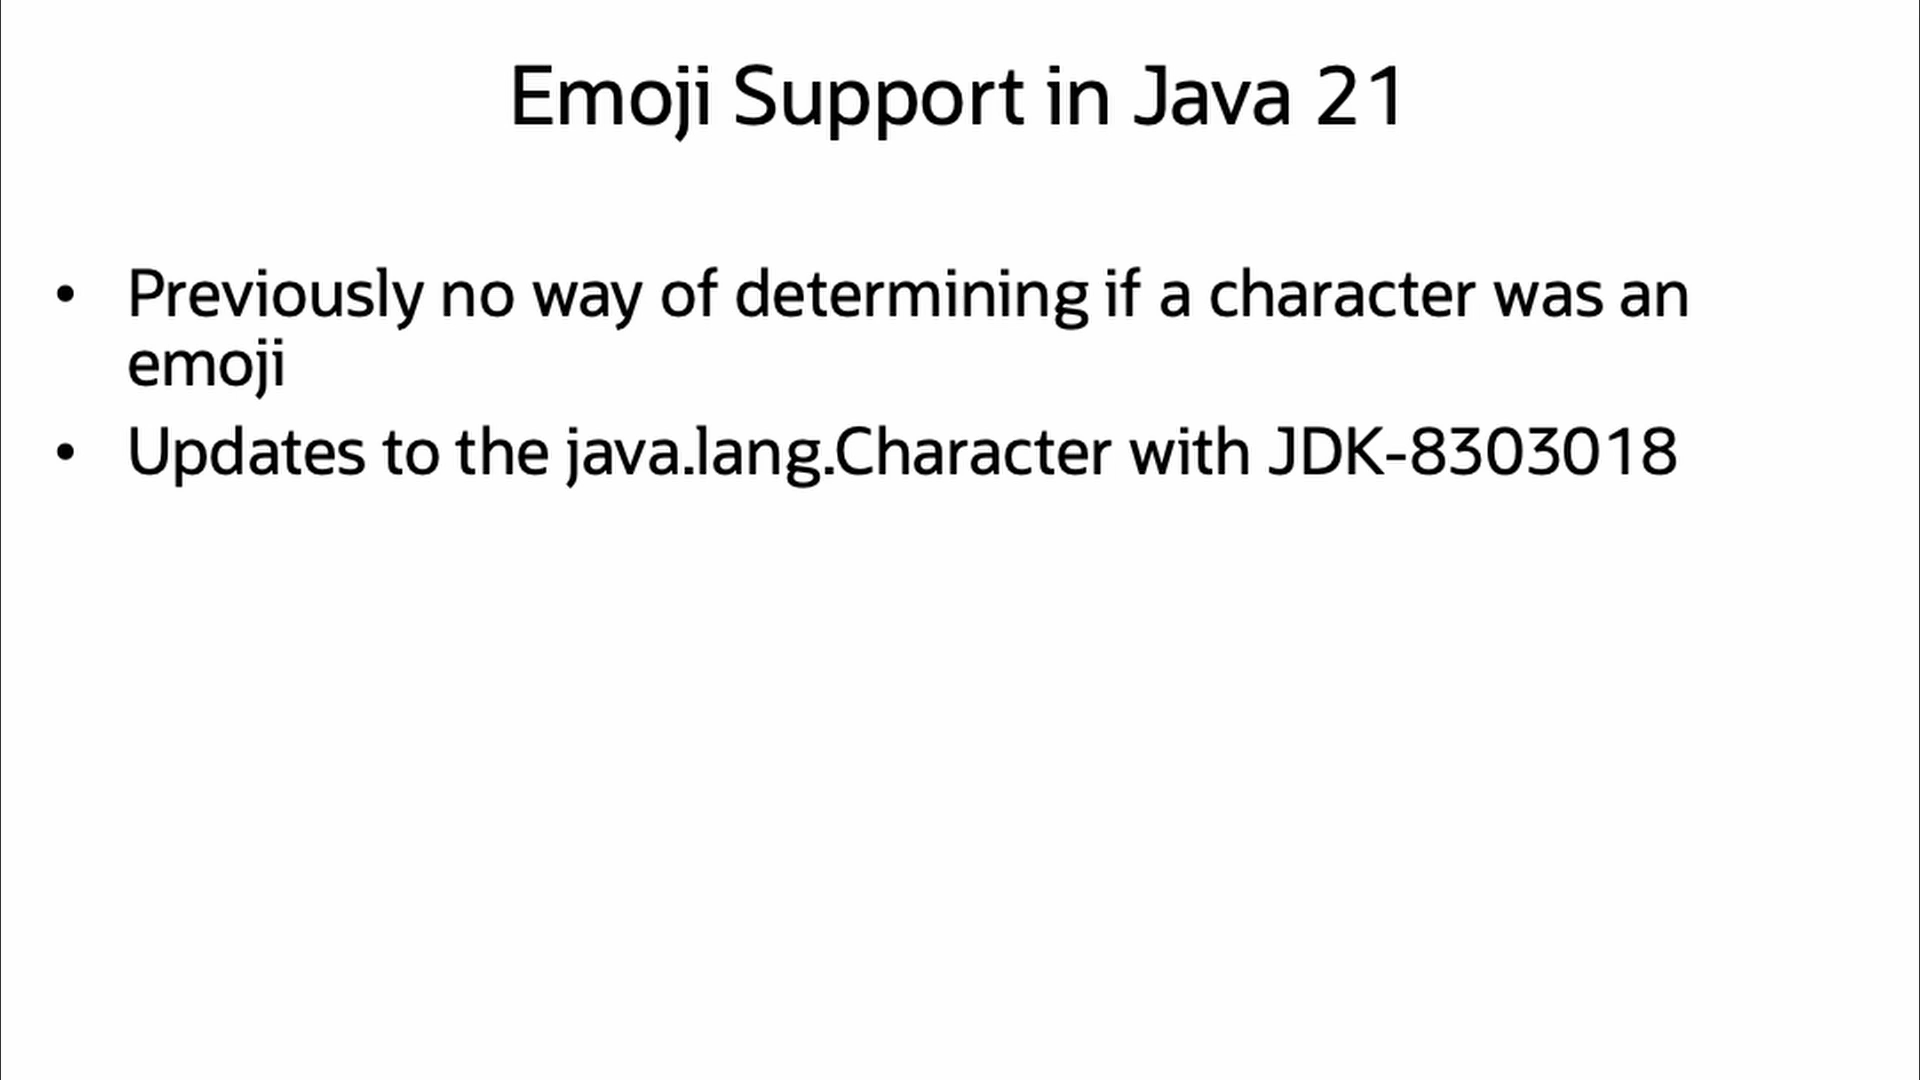 Emoji Support in Java 21
• Previously no way of determining if a character was an
emoji
• Updates to the java.lang.Character with JDK-8303018